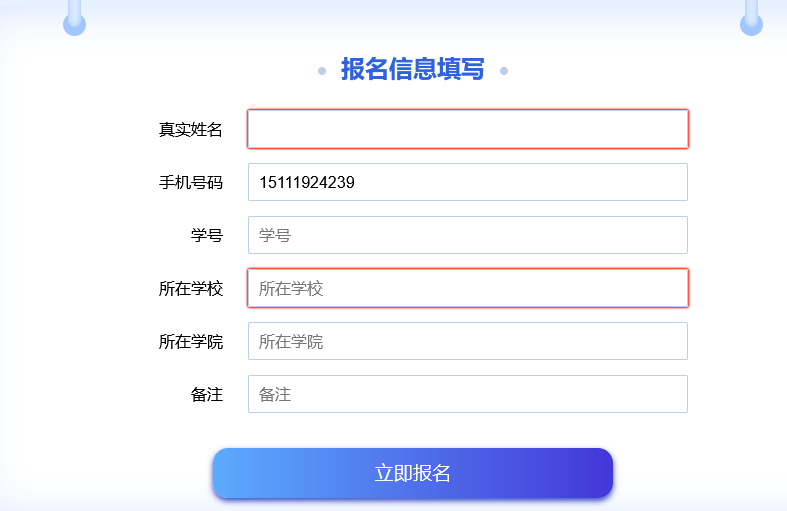 报名信息填写
真实姓名
手机号码 15111924239
学号 学号
所在学校 所在学校
所在学院 所在学院
备注 备注
立即报名